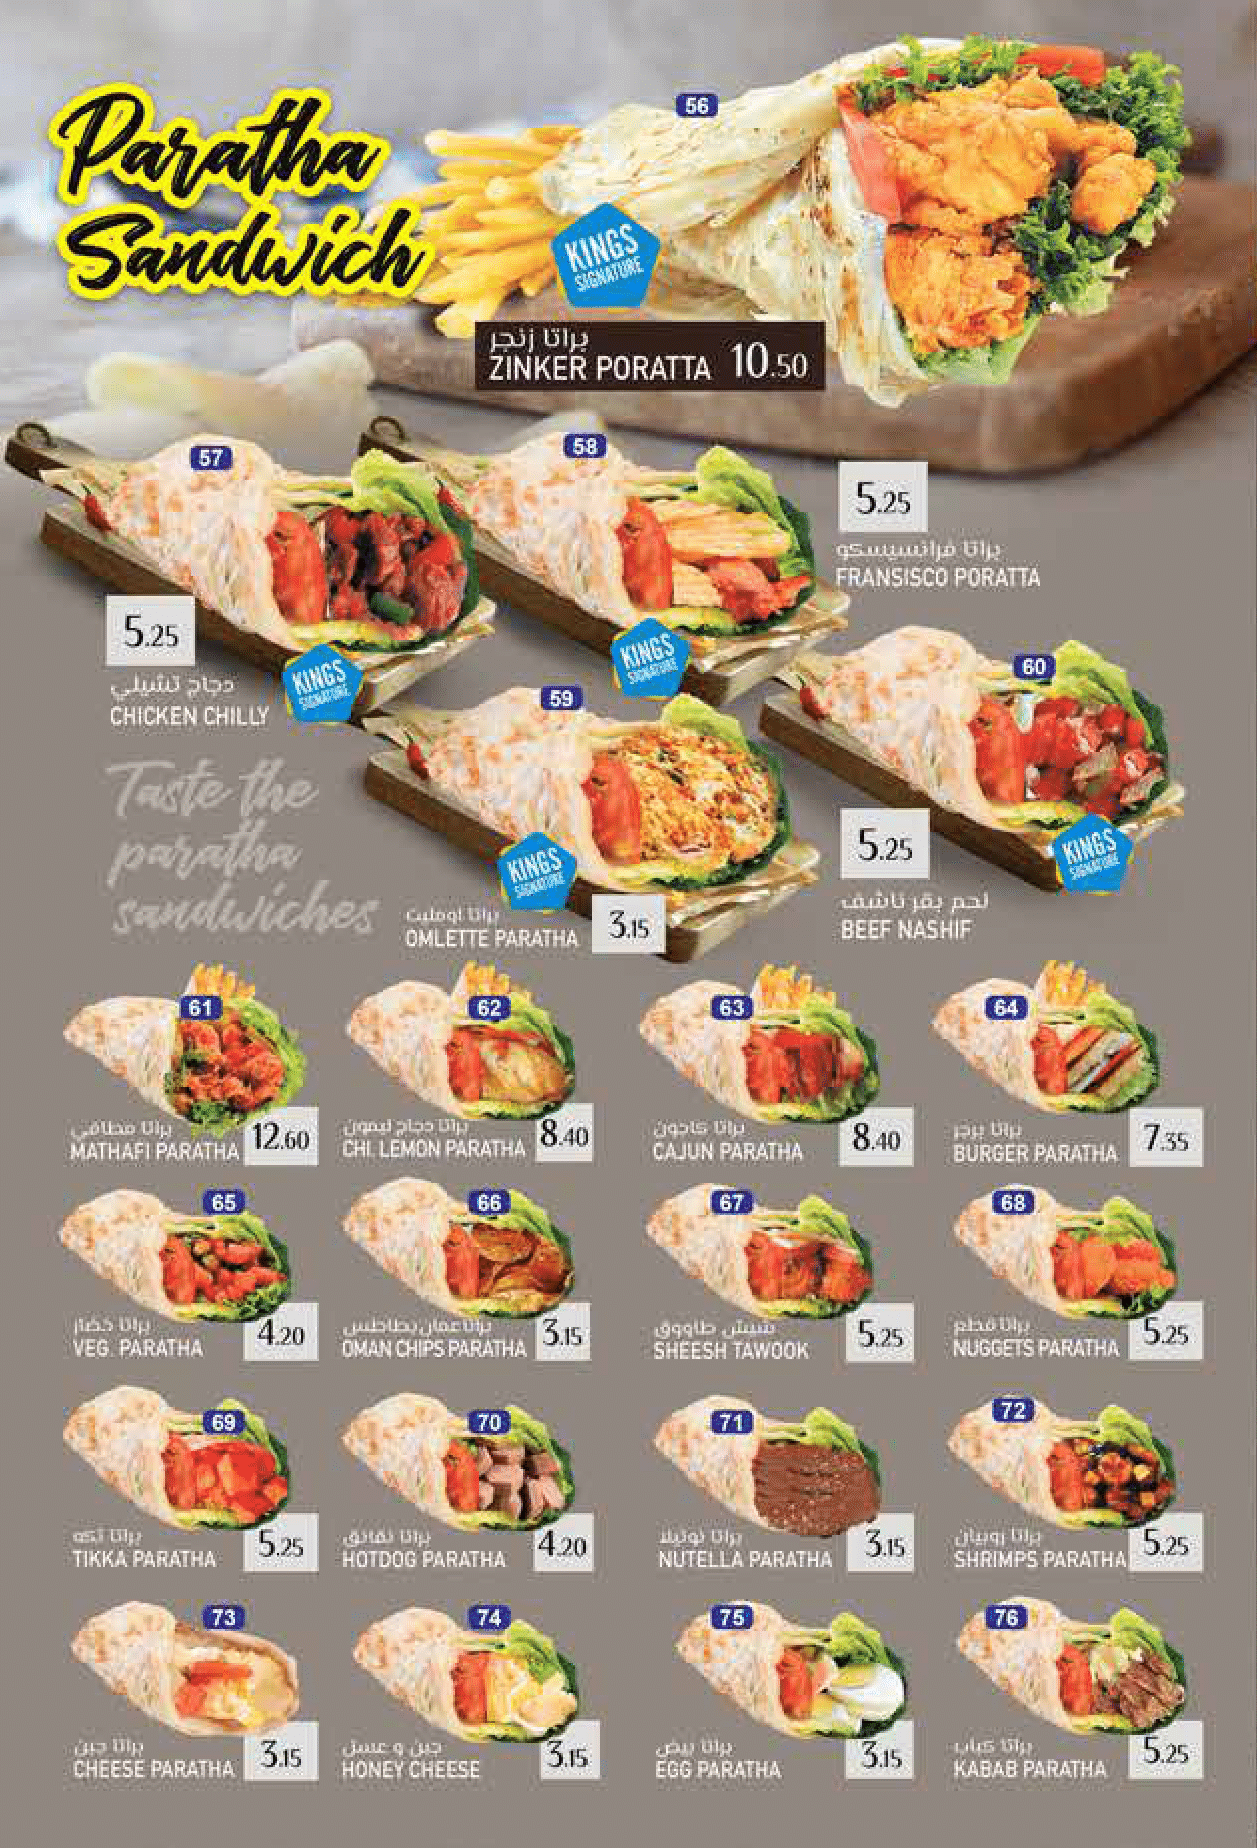 Paratha
Sandwich
56
KINGS
SIGNATURE
براتا زنجر
ZINKER PORATTA 10.50
57
KINGS
SIGNATURE
5.25
دجاج تشيلي
CHICKEN CHILLY
58
KINGS
SIGNATURE
5.25
براتا فرانسيسكو
FRANSISCO PORATTA
Taste the
paratha
sandwiches
59
KINGS
SIGNATURE
براتا اومليت
OMLETTE PARATHA
3.15
60
KINGS
SIGNATURE
5.25
لحم بقر ناشف
BEEF NASHIF
61
براتا مطافي
MATHAFI PARATHA
12.60
62
براتا دجاج ليمون
CHI. LEMON PARATHA
8.40
63
براتا كاجون
CAJUN PARATHA
8.40
64
براتا برجر
BURGER PARATHA
7.35
65
براتا خضار
VEG. PARATHA
4.20
66
براتا عمان بطاطس
OMAN CHIPS PARATHA
3.15
67
شيش طاووق
SHEESH TAWOOK
5.25
68
براتا قطع
NUGGETS PARATHA
5.25
69
براتا تكه
TIKKA PARATHA
5.25
70
براتا نقانق
HOTDOG PARATHA
4.20
71
براتا نوتيلا
NUTELLA PARATHA
3.15
72
براتا روبيان
SHRIMPS PARATHA
5.25
73
براتا جبن
CHEESE PARATHA
3.15
74
جبن و عسل
HONEY CHEESE
3.15
75
براتا بيض
EGG PARATHA
3.15
76
براتا كباب
KABAB PARATHA
5.25